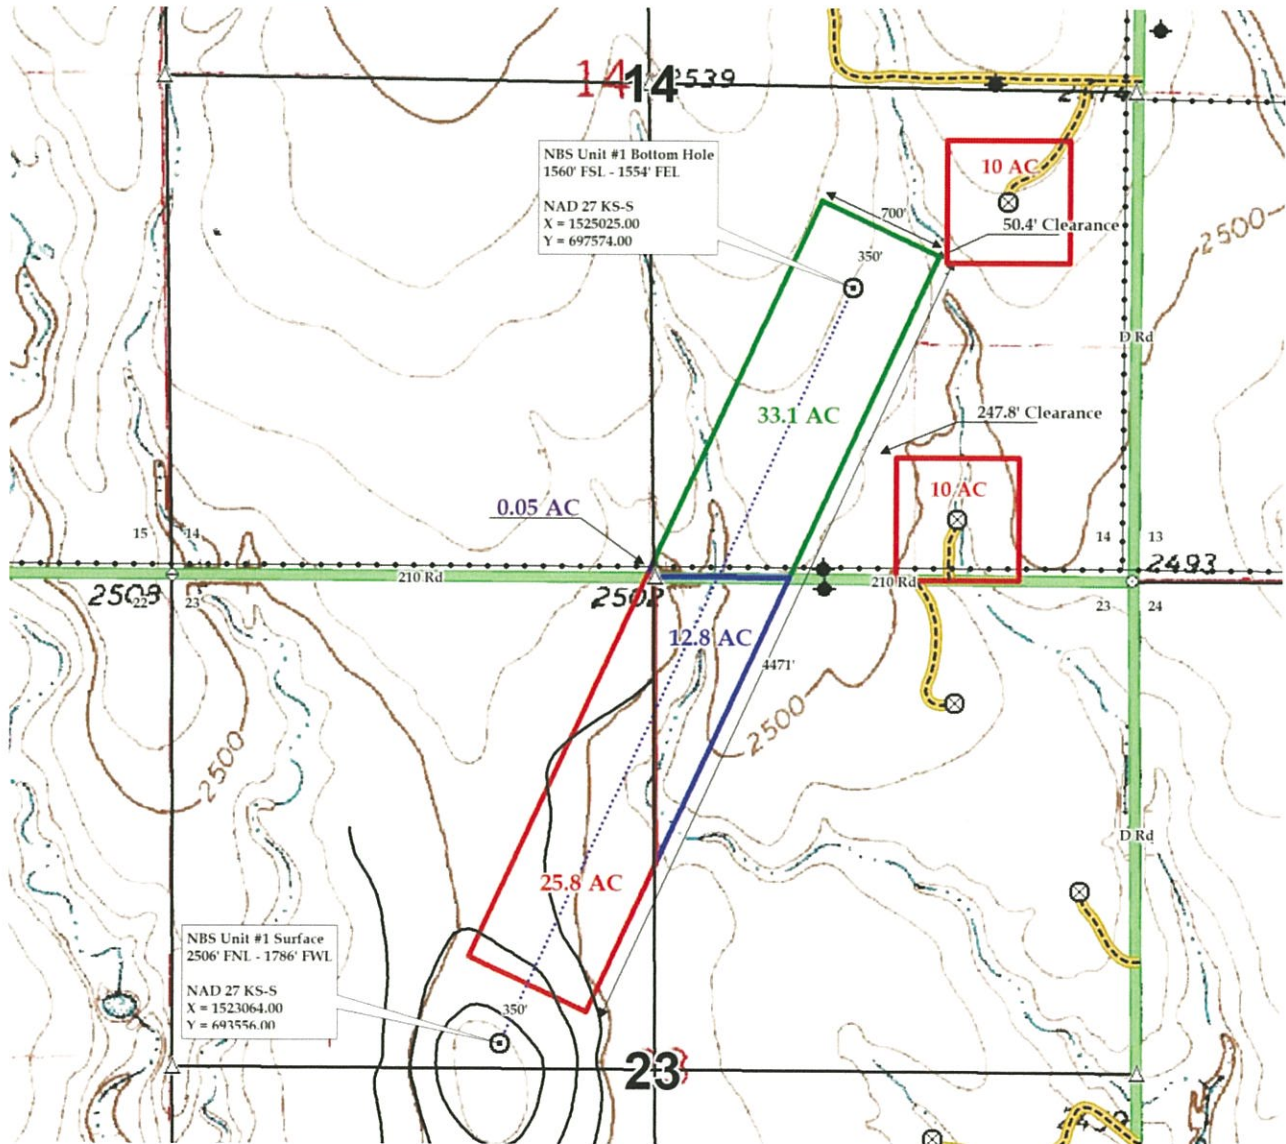 14
14
2539
NBS Unit #1 Bottom Hole
1560' FSL - 1554' FEL
NAD 27 KS-S
X = 1525025.00
Y = 697574.00
10 AC
700'
50.4' Clearance
2500
350'
D Rd
33.1 AC
247.8' Clearance
0.05 AC
10 AC
15
14
14
13
210 Rd
210 Rd
2493
2503
22
23
2502
23
24
12.8 AC
4471'
2500
2500
D Rd
25.8 AC
NBS Unit #1 Surface
2506' FNL - 1786' FWL
NAD 27 KS-S
X = 1523064.00
Y = 693556.00
350'
23